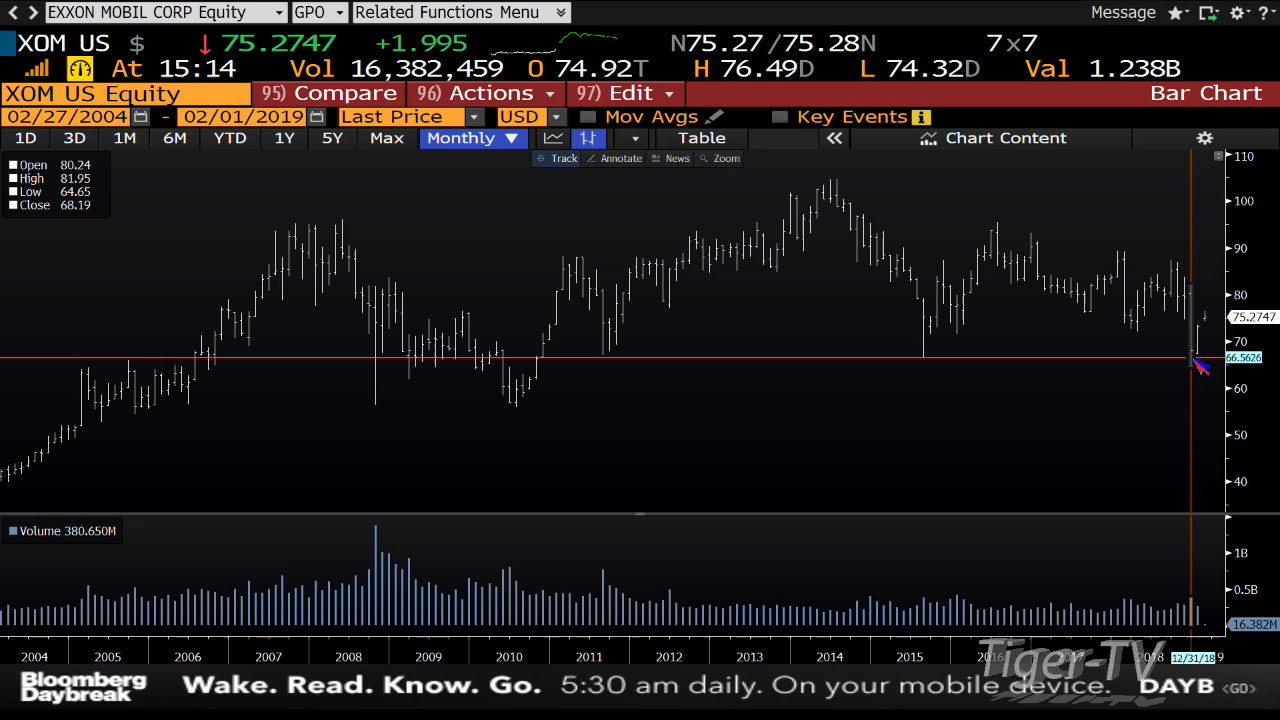 EXXON MOBIL CORP Equity GPO Related Functions Menu Message ?
XOM US $ 75.2747 +1.995 N75.27/75.28N 7x7
At 15:14 Vol 16,382,459 O 74.92T H 76.49D L 74.32D Val 1.238B
XOM US Equity 95) Compare 96) Actions 97) Edit Bar Chart
02/27/2004 - 02/01/2019 Last Price USD Mov Avgs Key Events i
1D 3D 1M 6M YTD 1Y 5Y Max Monthly ▼ Table « Chart Content
Track Annotate News Zoom
Open 80.24
High 81.95
Low 64.65
Close 68.19
110
100
90
80
75.2747
70
66.5626
60
50
40
Volume 380.650M
1B
0.5B
16.382M
2004 2005 2006 2007 2008 2009 2010 2011 2012 2013 2014 2015 2016 2017 2018 12/31/18 9
Tiger-TV
Bloomberg
Daybreak
Wake. Read. Know. Go. 5:30 am daily. On your mobile device. DAYB <GO>